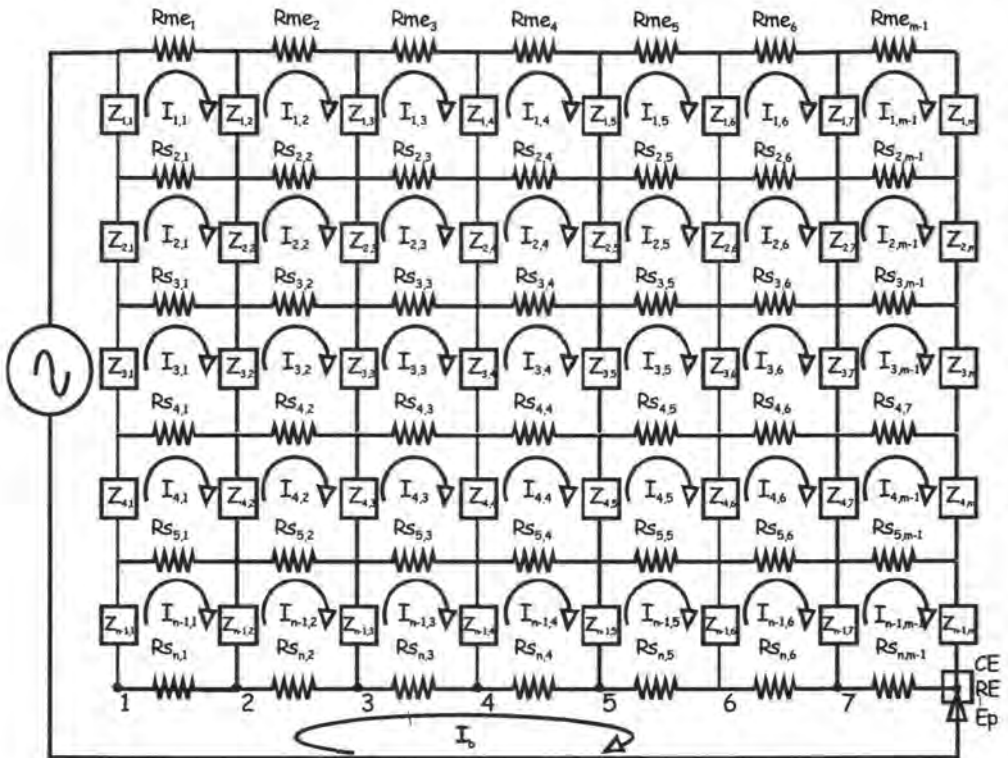 Rme1 Rme2 Rme3 Rme4 Rme5 Rme6 Rmem-1
Z1,1 I1,1 Z1,2 I1,2 Z1,3 I1,3 Z1,4 I1,4 Z1,5 I1,5 Z1,6 I1,6 Z1,7 I1,m-1 Z1,m
Rs2,1 Rs2,2 Rs2,3 Rs2,4 Rs2,5 Rs2,6 Rs2,m-1
Z2,1 I2,1 Z2,2 I2,2 Z2,3 I2,3 Z2,4 I2,4 Z2,5 I2,5 Z2,6 I2,6 Z2,7 I2,m-1 Z2,m
Rs3,1 Rs3,2 Rs3,3 Rs3,4 Rs3,5 Rs3,6 Rs3,m-1
Z3,1 I3,1 Z3,2 I3,2 Z3,3 I3,3 Z3,4 I3,4 Z3,5 I3,5 Z3,6 I3,6 Z3,7 I3,m-1 Z3,m
Rs4,1 Rs4,2 Rs4,3 Rs4,4 Rs4,5 Rs4,6 Rs4,7
Z4,1 I4,1 Z4,2 I4,2 Z4,3 I4,3 Z4,4 I4,4 Z4,5 I4,5 Z4,6 I4,6 Z4,7 I4,m-1 Z4,m
Rs5,1 Rs5,2 Rs5,3 Rs5,4 Rs5,5 Rs5,6 Rs5,m-1
Zn-1,1 In-1,1 Zn-1,2 In-1,2 Zn-1,3 In-1,3 Zn-1,4 In-1,4 Zn-1,5 In-1,5 Zn-1,6 In-1,6 Zn-1,7 In-1,m-1 Zn-1,m
Rsn,1 Rsn,2 Rsn,3 Rsn,4 Rsn,5 Rsn,6 Rsn,m-1
CE
1 2 3 4 5 6 7 RE
Ep
Ib